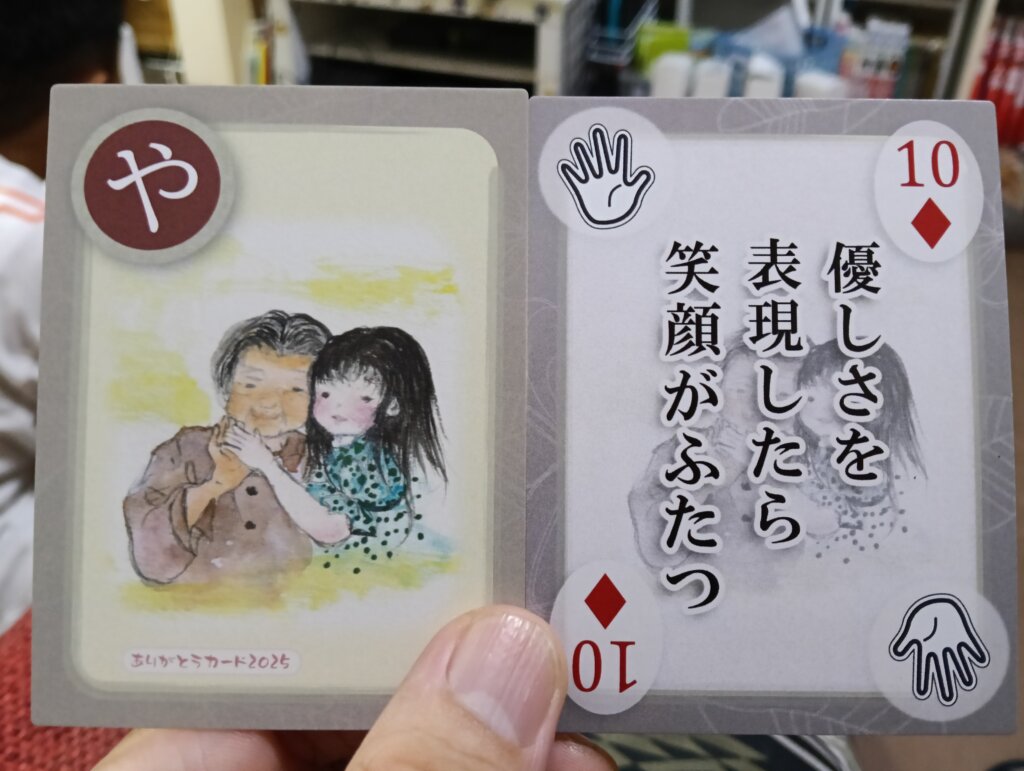 や
ありがとうカード2025
10
優しさを
表現したら
笑顔がふたつ
10